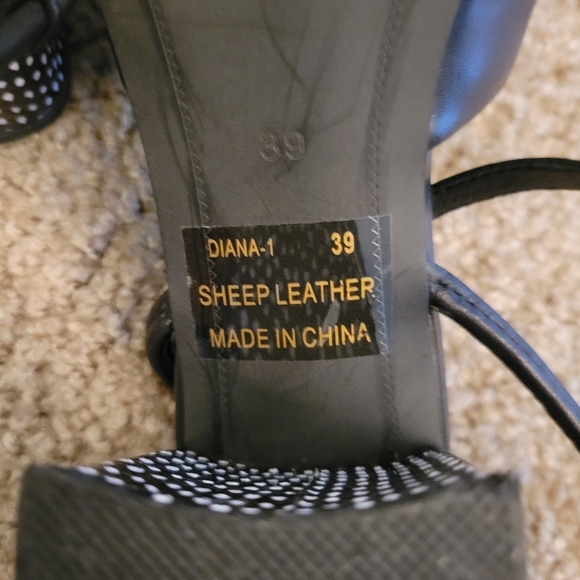 39
DIANA-1 39
SHEEP LEATHER
MADE IN CHINA